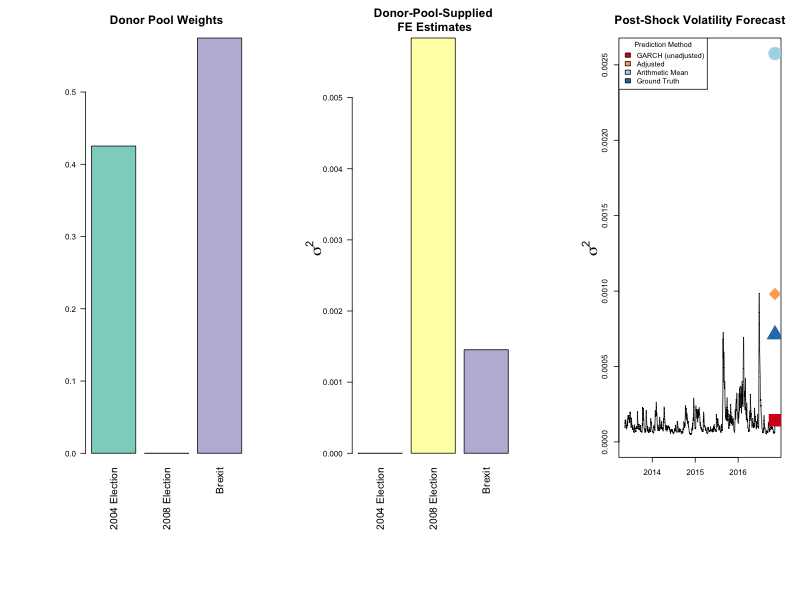 Donor Pool Weights
0.5
0.4
0.3
0.2
0.1
0.0
2004 Election
2008 Election
Brexit
Donor-Pool-Supplied
FE Estimates
σ2
0.005
0.004
0.003
0.002
0.001
0.000
2004 Election
2008 Election
Brexit
Post-Shock Volatility Forecast
Prediction Method
GARCH (unadjusted)
Adjusted
Arithmetic Mean
Ground Truth
σ2
0.0025
0.0020
0.0015
0.0010
0.0005
0.0000
2014
2015
2016